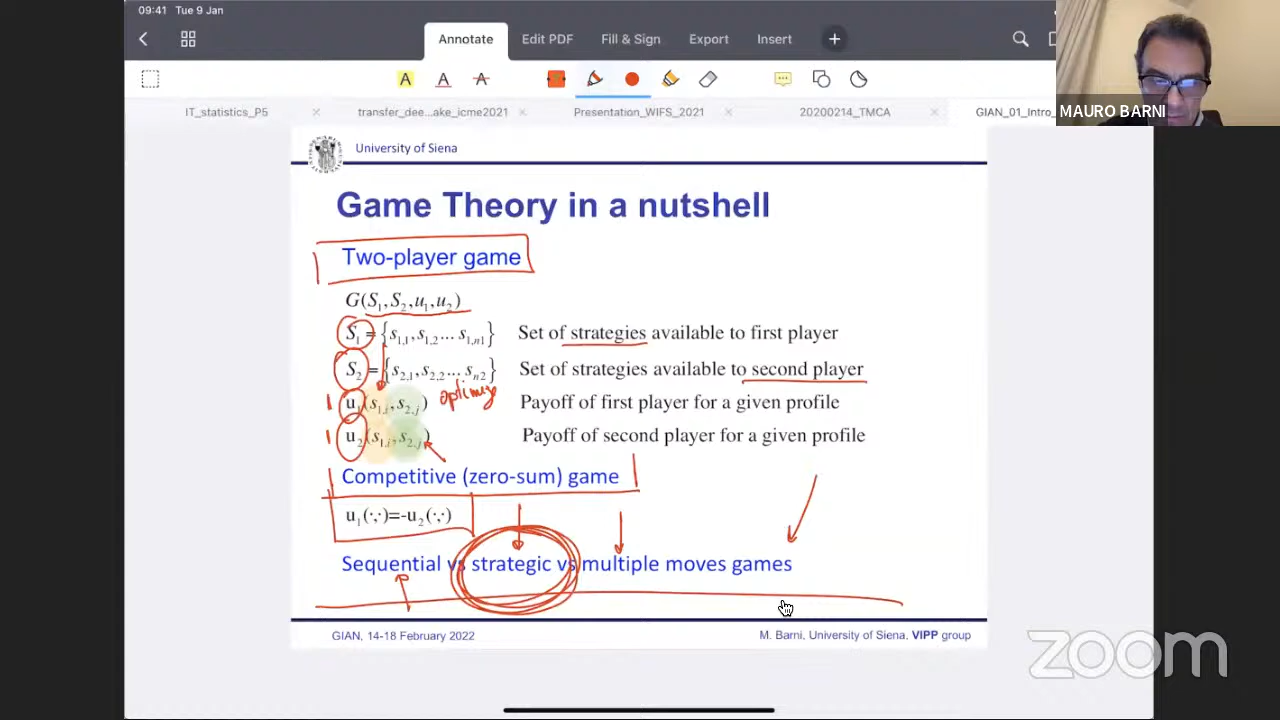 09:41 Tue 9 Jan
Annotate Edit PDF Fill & Sign Export Insert
A A A
IT_statistics_P5 transfer_dee...ake_icme2021 Presentation_WIFS_2021 20200214_TMCA GIAN_01_Intro_
MAURO BARNI
University of Siena
Game Theory in a nutshell
Two-player game
G(S1,S2,u1,u2)
S1 = {s1,1,s1,2... s1,n1} Set of strategies available to first player
S2 = {s2,1,s2,2... sn2} Set of strategies available to second player
optimize
1 u1(s1,i,s2,j) Payoff of first player for a given profile
1 u2(s1,i,s2,j) Payoff of second player for a given profile
Competitive (zero-sum) game
u1(·,·)=-u2(·,·)
Sequential vs strategic vs multiple moves games
GIAN, 14-18 February 2022 M. Barni, University of Siena, VIPP group
zoom